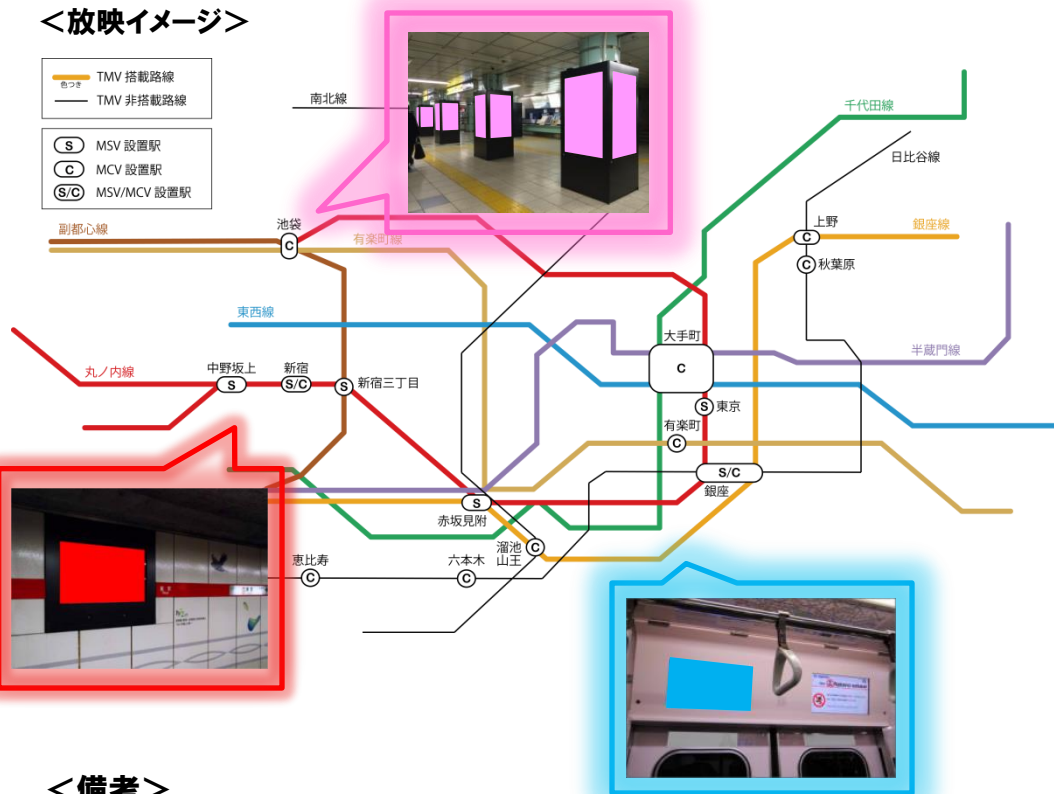 ＜放映イメージ＞
色つき
TMV 搭載路線
TMV 非搭載路線
S MSV 設置駅
C MCV 設置駅
S/C MSV/MCV 設置駅
南北線
千代田線
日比谷線
副都心線
池袋
C
有楽町線
上野
C
銀座線
C 秋葉原
東西線
大手町
C
半蔵門線
丸ノ内線
中野坂上
S
新宿
S/C
S 新宿三丁目
S 東京
有楽町
C
S/C
銀座
S
赤坂見附
溜池
山王
C
恵比寿
C
六本木
C
＜備考＞